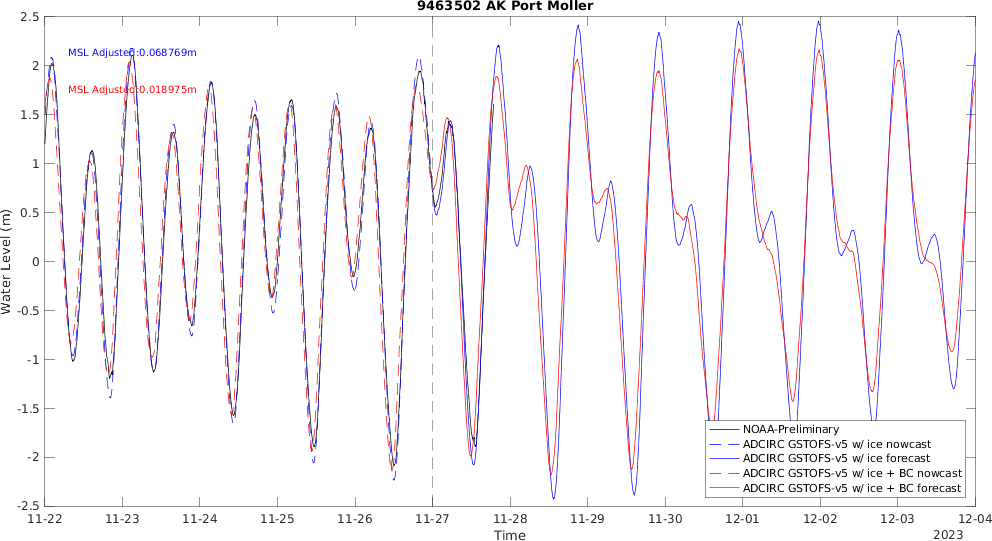 9463502 AK Port Moller
MSL Adjusted:0.068769m
MSL Adjusted:0.018975m
Water Level (m)
2.5
2
1.5
1
0.5
0
-0.5
-1
-1.5
-2
-2.5
NOAA-Preliminary
ADCIRC GSTOFS-v5 w/ ice nowcast
ADCIRC GSTOFS-v5 w/ ice forecast
ADCIRC GSTOFS-v5 w/ ice + BC nowcast
ADCIRC GSTOFS-v5 w/ ice + BC forecast
11-22 11-23 11-24 11-25 11-26 11-27 11-28 11-29 11-30 12-01 12-02 12-03 12-04
Time
2023